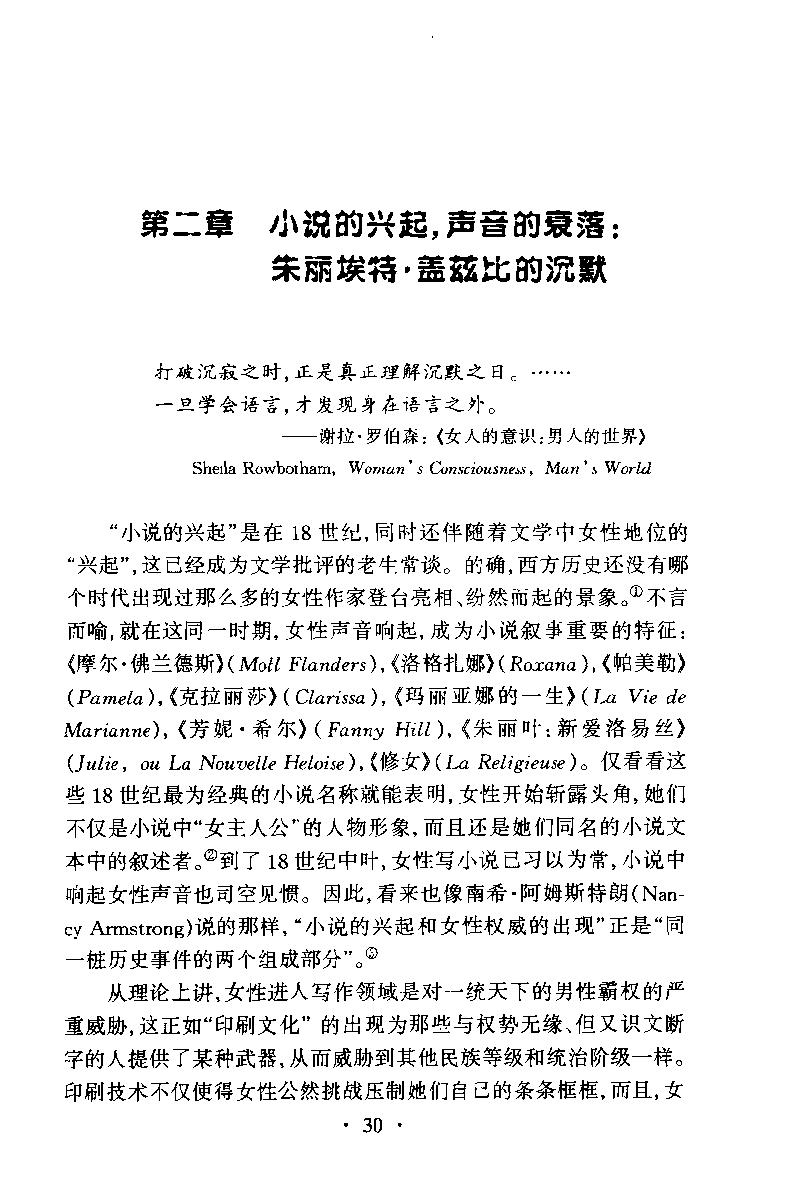 第二章 小说的兴起,声音的衰落:
朱丽埃特·盖兹比的沉默
打破沉寂之时,正是真正理解沉默之日。……
一旦学会语言,才发现身在语言之外。
——谢拉·罗伯森:《女人的意识:男人的世界》
Sheila Rowbotham, Woman's Consciousness, Man's World
“小说的兴起”是在 18 世纪,同时还伴随着文学中女性地位的
“兴起”,这已经成为文学批评的老生常谈。的确,西方历史还没有哪
个时代出现过那么多的女性作家登台亮相、纷然而起的景象。①不言
而喻,就在这同一时期,女性声音响起,成为小说叙事重要的特征:
《摩尔·佛兰德斯》(Moll Flanders),《洛格扎娜》(Roxana),《帕美勒》
(Pamela),《克拉丽莎》(Clarissa),《玛丽亚娜的一生》(La Vie de
Marianne),《芳妮·希尔》(Fanny Hill),《朱丽叶:新爱洛易丝》
(Julie, ou La Nouvelle Heloise),《修女》(La Religieuse)。仅看看这
些 18 世纪最为经典的小说名称就能表明,女性开始斩露头角,她们
不仅是小说中“女主人公”的人物形象,而且还是她们同名的小说文
本中的叙述者。②到了 18 世纪中叶,女性写小说已习以为常,小说中
响起女性声音也司空见惯。因此,看来也像南希·阿姆斯特朗(Nan-
cy Armstrong)说的那样,“小说的兴起和女性权威的出现”正是“同
一桩历史事件的两个组成部分”。③
从理论上讲,女性进人写作领域是对一统天下的男性霸权的严
重威胁,这正如“印刷文化”的出现为那些与权势无缘、但又识文断
字的人提供了某种武器,从而威胁到其他民族等级和统治阶级一样。
印刷技术不仅使得女性公然挑战压制她们自己的条条框框,而且,女
· 30 ·